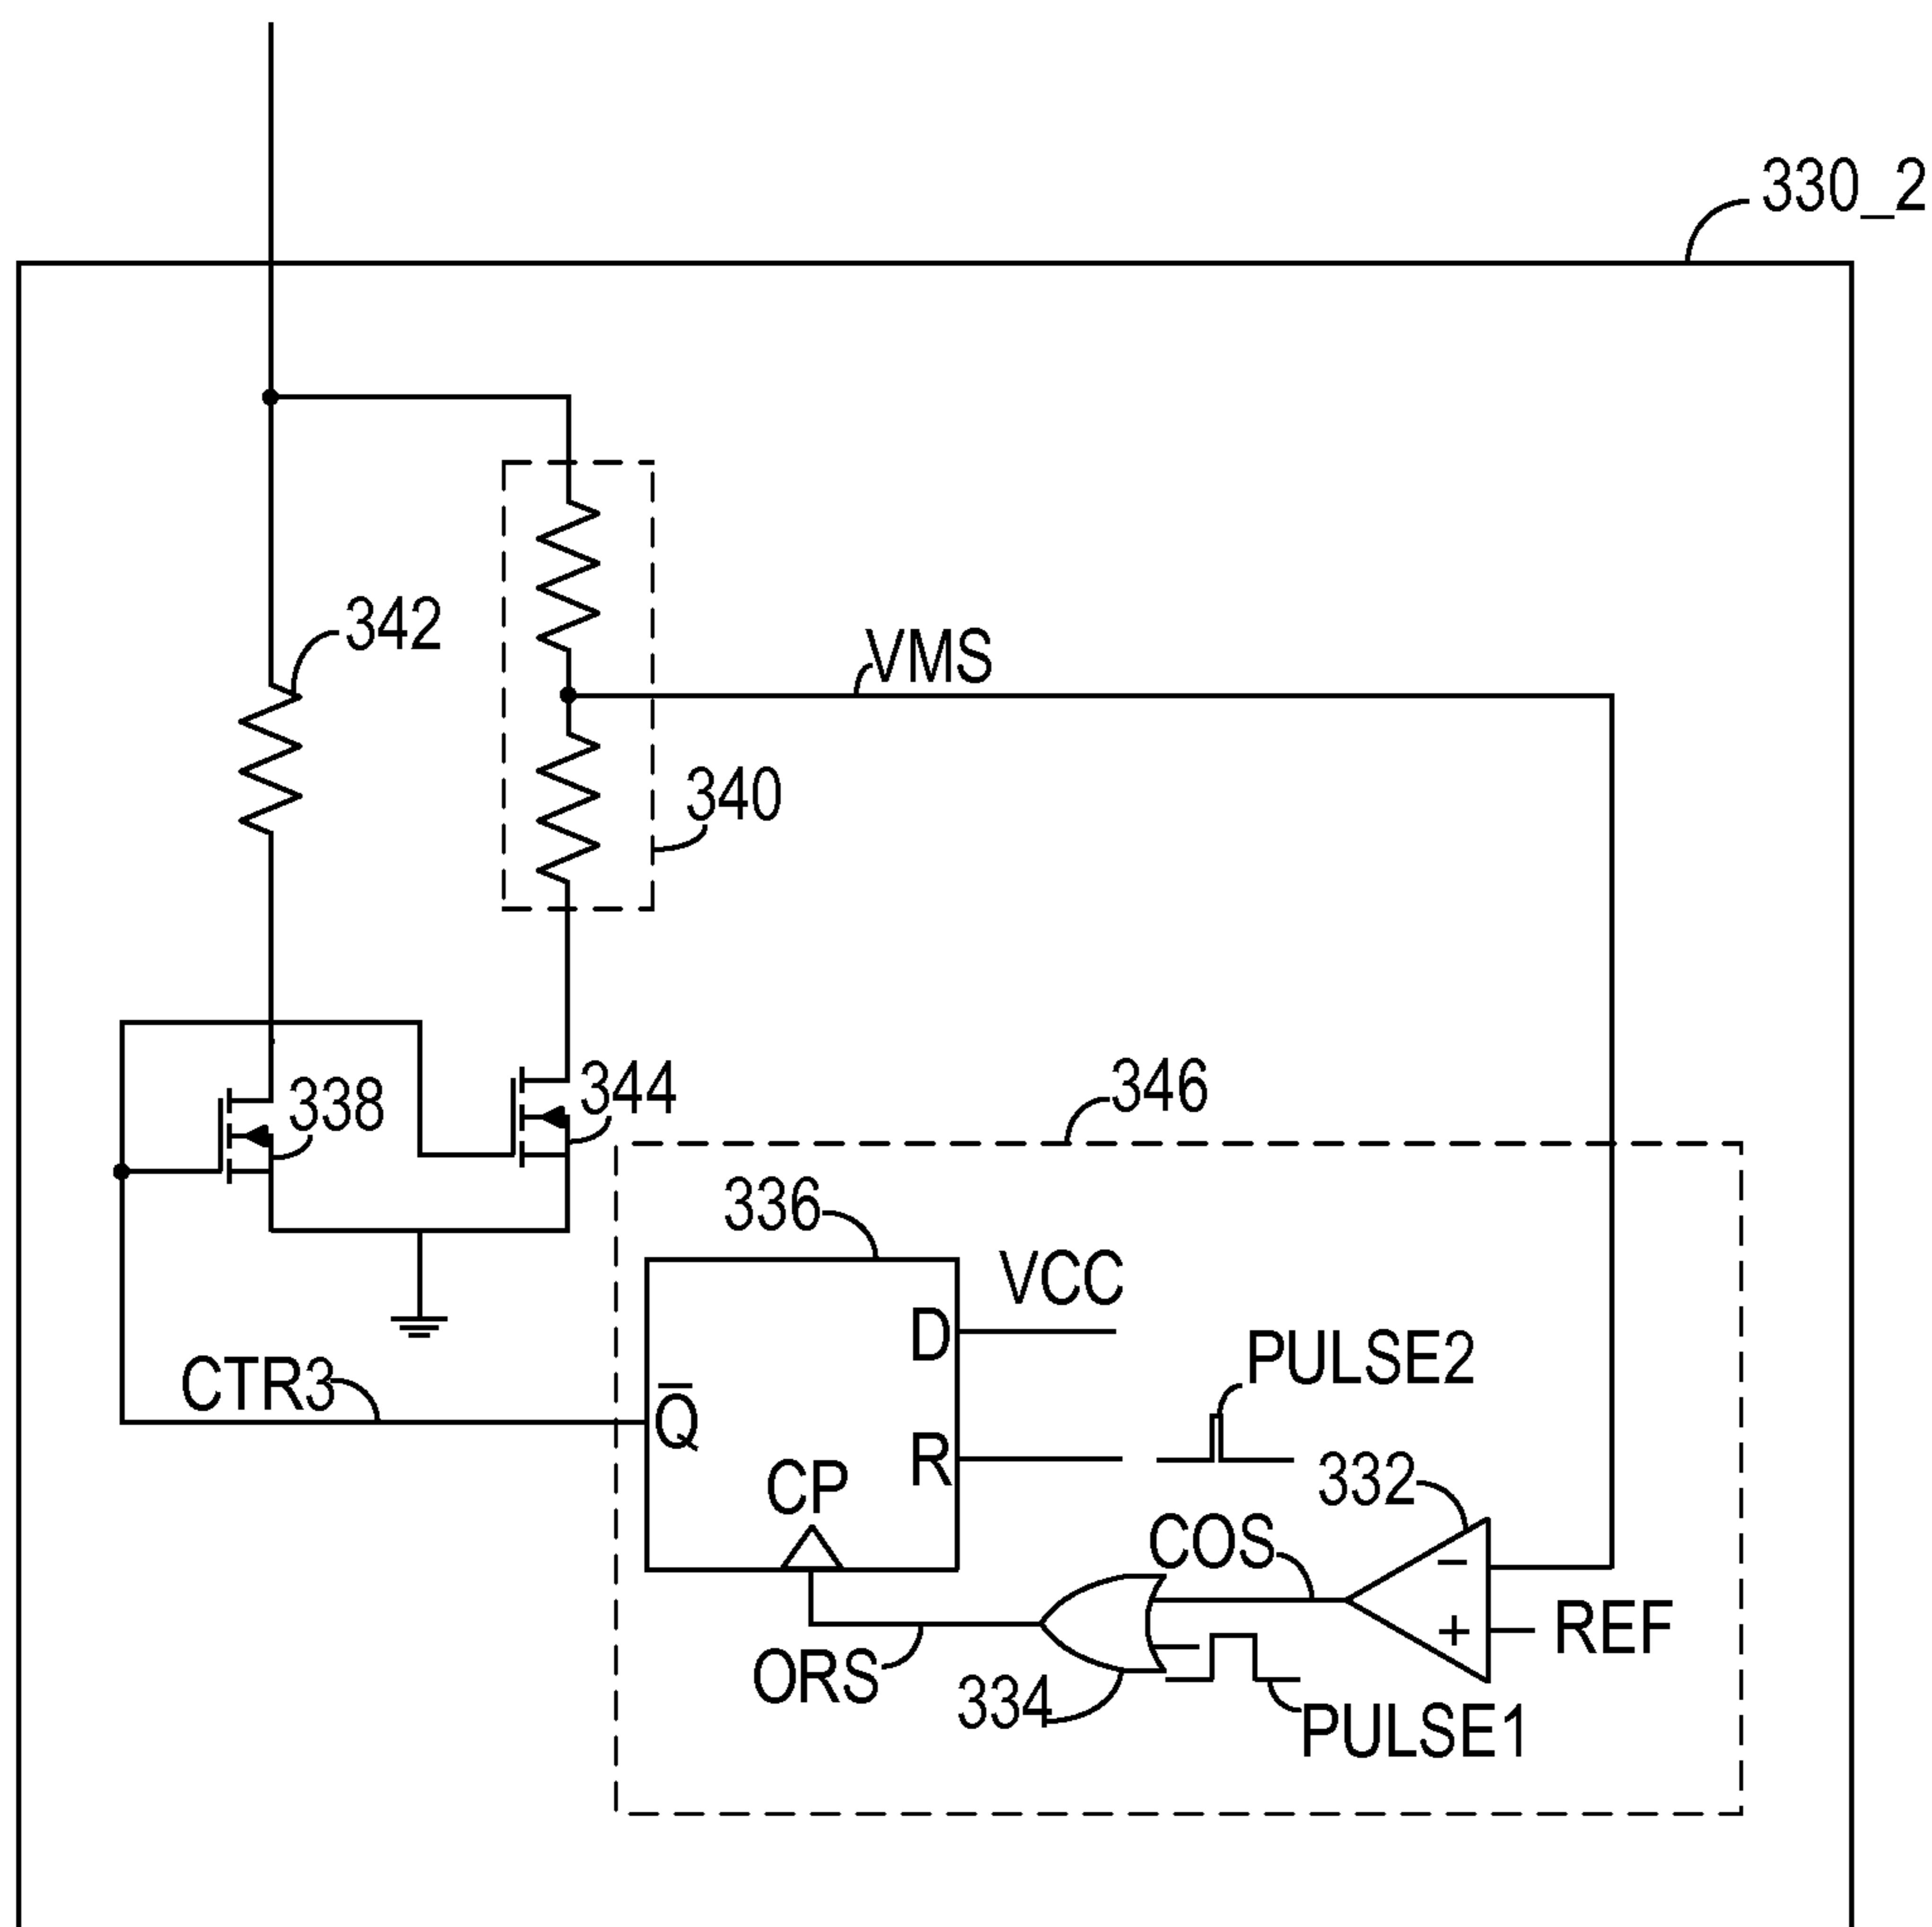 330_2
342
VMS
340
338
344
346
336
VCC
D
PULSE2
CTR3
Q̅
R
332
CP
COS
−
+
REF
ORS
334
PULSE1